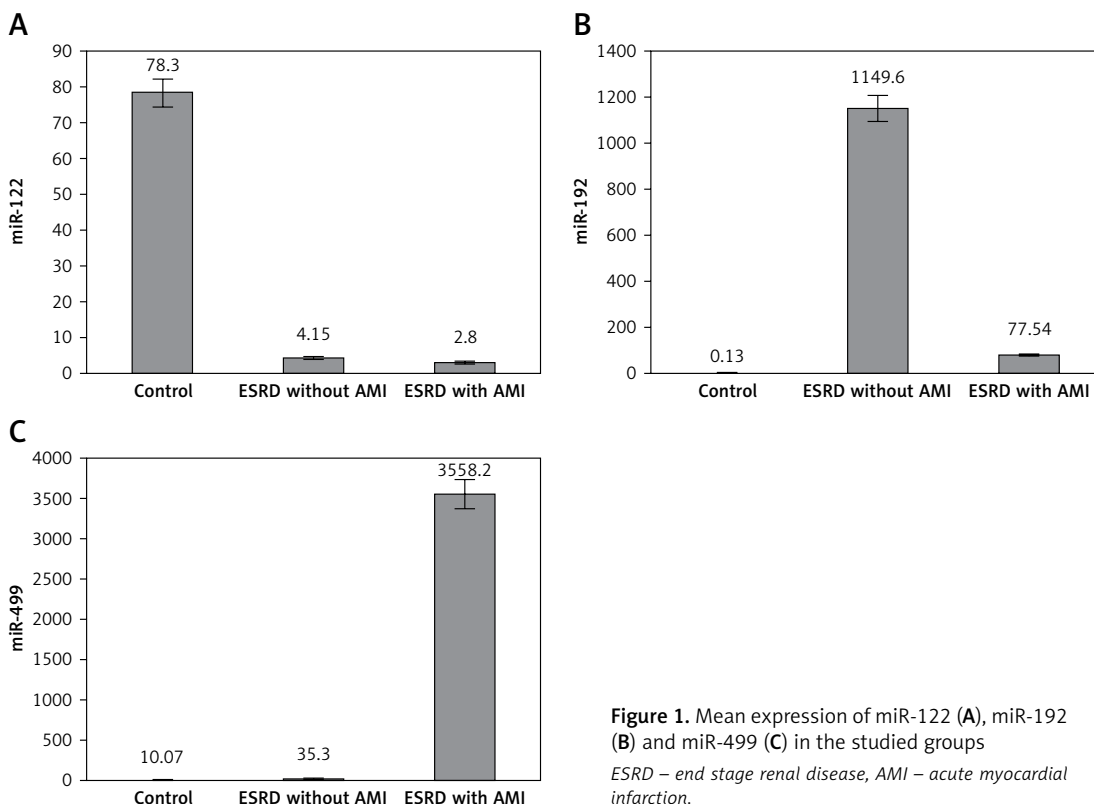 A
miR-122
90
80
70
60
50
40
30
20
10
0
78.3
4.15
2.8
Control ESRD without AMI ESRD with AMI
B
miR-192
1400
1200
1000
800
600
400
200
0
0.13
1149.6
77.54
Control ESRD without AMI ESRD with AMI
C
miR-499
4000
3500
3000
2500
2000
1500
1000
500
0
10.07
35.3
3558.2
Control ESRD without AMI ESRD with AMI
Figure 1. Mean expression of miR-122 (A), miR-192
(B) and miR-499 (C) in the studied groups
ESRD – end stage renal disease, AMI – acute myocardial
infarction.